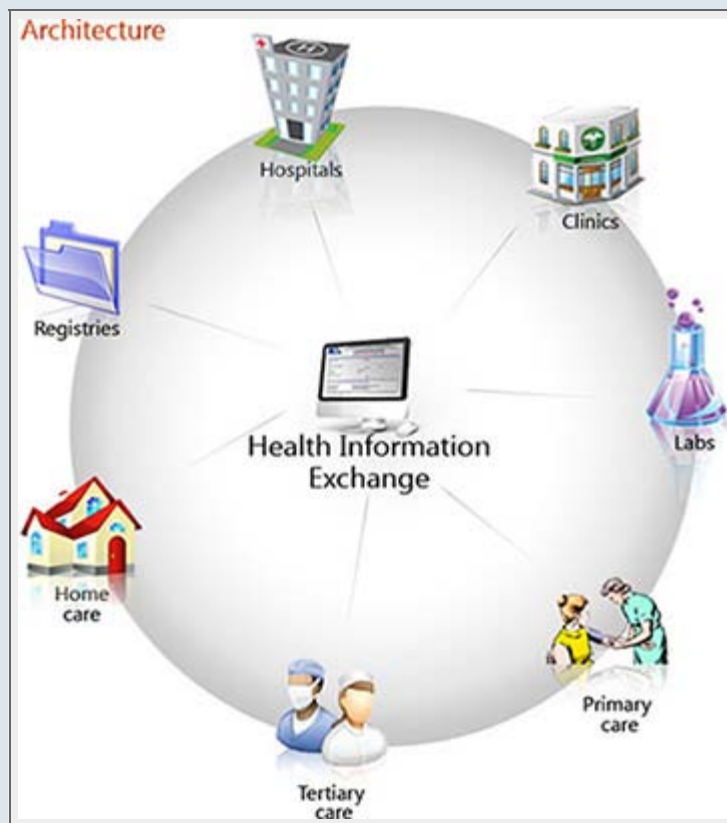 Architecture
Hospitals
Clinics
Registries
Labs
Health Information
Exchange
Home
care
Primary
care
Tertiary
care